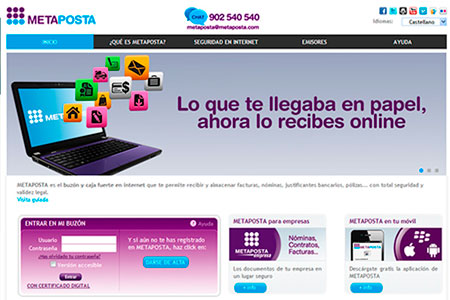 METAPOSTA
CHAT
902 540 540
metaposta@metaposta.com
Idiomas:
Castellano
INICIO
¿QUÉ ES METAPOSTA?
SEGURIDAD EN INTERNET
EMISORES
AYUDA
METAPOSTA
Lo que te llegaba en papel,
ahora lo recibes online
METAPOSTA es el buzón y caja fuerte en internet que te permite recibir y almacenar facturas, nóminas, justificantes bancarios, pólizas... con total seguridad y
validez legal.
Visita guiada
ENTRAR EN MI BUZÓN
Ayuda
Usuario
Contraseña
¿Has olvidado tu contraseña?
Versión accesible
Entrar
CON CERTIFICADO DIGITAL
Y si aún no te has
registrado en
METAPOSTA, haz click en:
DARSE DE ALTA
METAPOSTA para empresas
METAPOSTA
express
Nóminas,
Contratos,
Facturas...
Los documentos de tu empresa en
un lugar seguro
+ info
METAPOSTA en tu móvil
METAPOSTA
Descárgate gratis la aplicación de
METAPOSTA
+ info